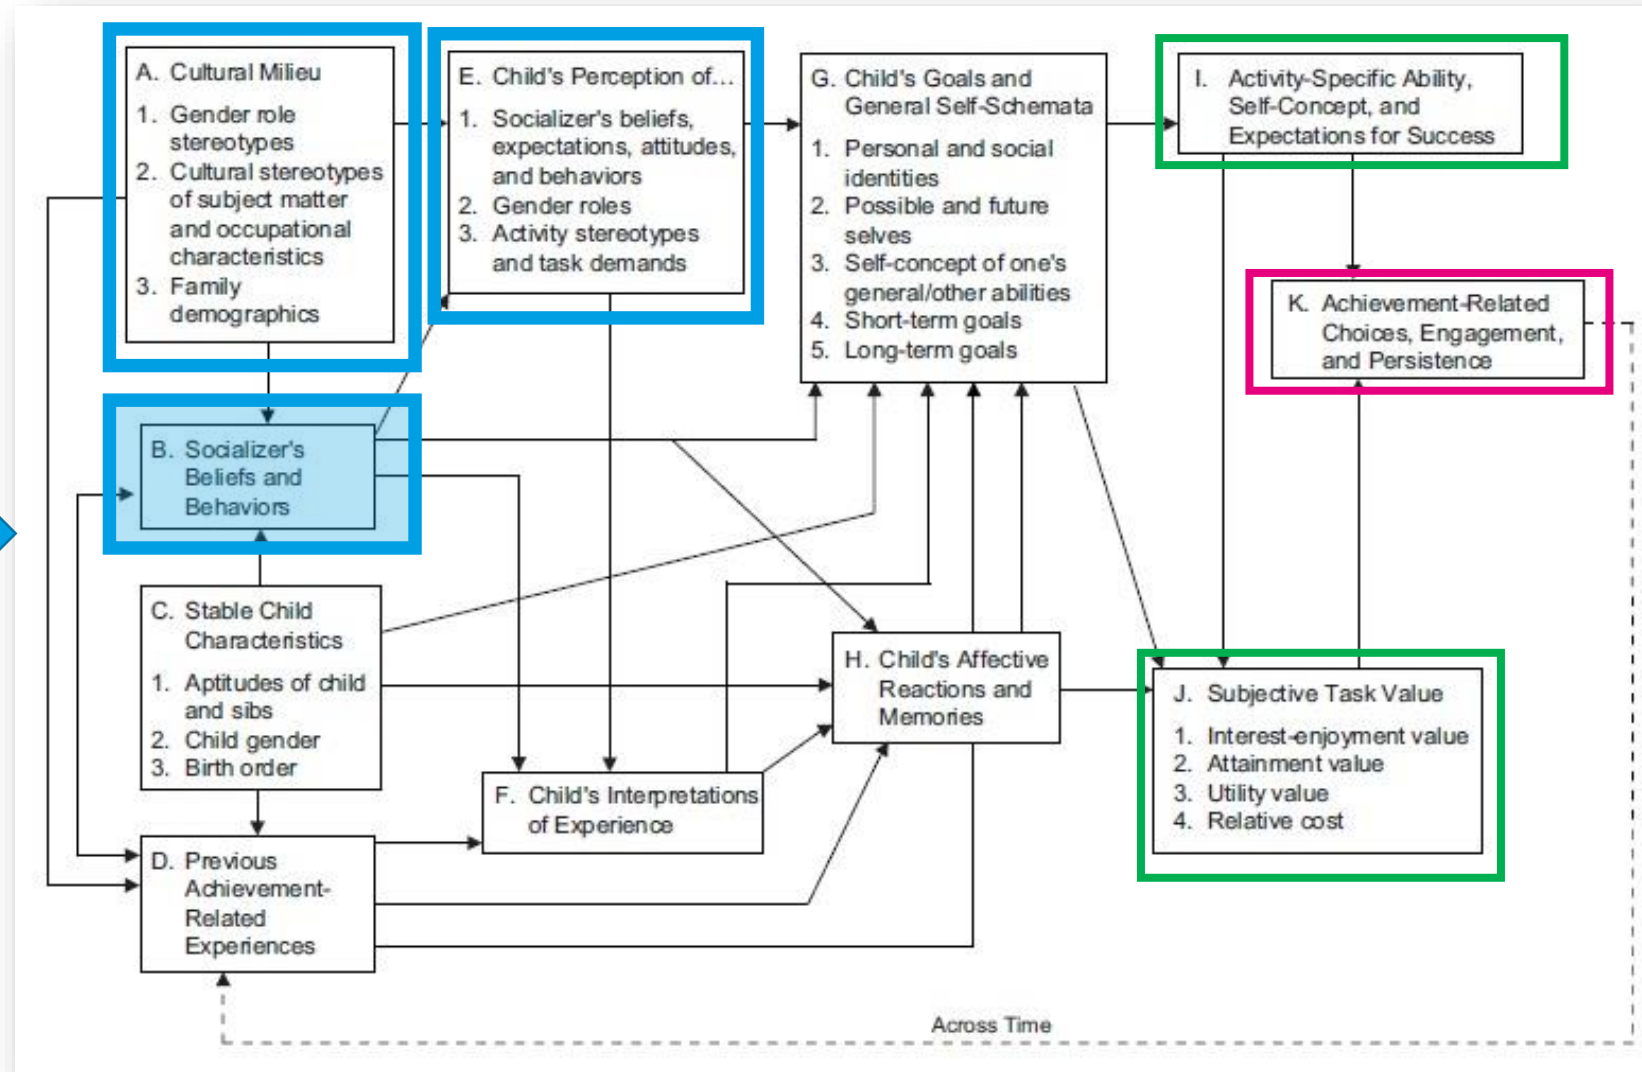 A. Cultural Milieu
1. Gender role
stereotypes
2. Cultural stereotypes
of subject matter
and occupational
characteristics
3. Family
demographics
B. Socializer's
Beliefs and
Behaviors
C. Stable Child
Characteristics
1. Aptitudes of child
and sibs
2. Child gender
3. Birth order
D. Previous
Achievement-
Related
Experiences
E. Child's Perception of...
1. Socializer's beliefs,
expectations, attitudes,
and behaviors
2. Gender roles
3. Activity stereotypes
and task demands
F. Child's Interpretations
of Experience
G. Child's Goals and
General Self-Schemata
1. Personal and social
identities
2. Possible and future
selves
3. Self-concept of one's
general/other abilities
4. Short-term goals
5. Long-term goals
H. Child's Affective
Reactions and
Memories
I. Activity-Specific Ability,
Self-Concept, and
Expectations for Success
J. Subjective Task Value
1. Interest-enjoyment value
2. Attainment value
3. Utility value
4. Relative cost
K. Achievement-Related
Choices, Engagement,
and Persistence
Across Time